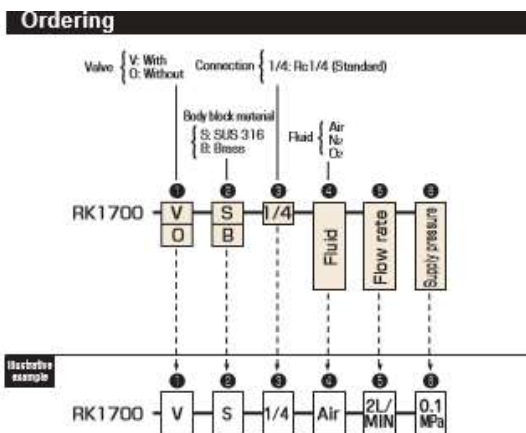 Ordering
Valve { V: With
O: Without
Connection { 1/4: Rc1/4 (Standard)
Body block material
{ S: SUS 316
B: Brass
Fluid { Air
N₂
O₂
1 2 3 4 5 6
RK1700 - V - S - 1/4 - Fluid - Flow rate - Supply pressure
O B
Illustrative
example
1 2 3 4 5 6
RK1700 - V - S - 1/4 - Air - 2L/MIN - 0.1 MPa